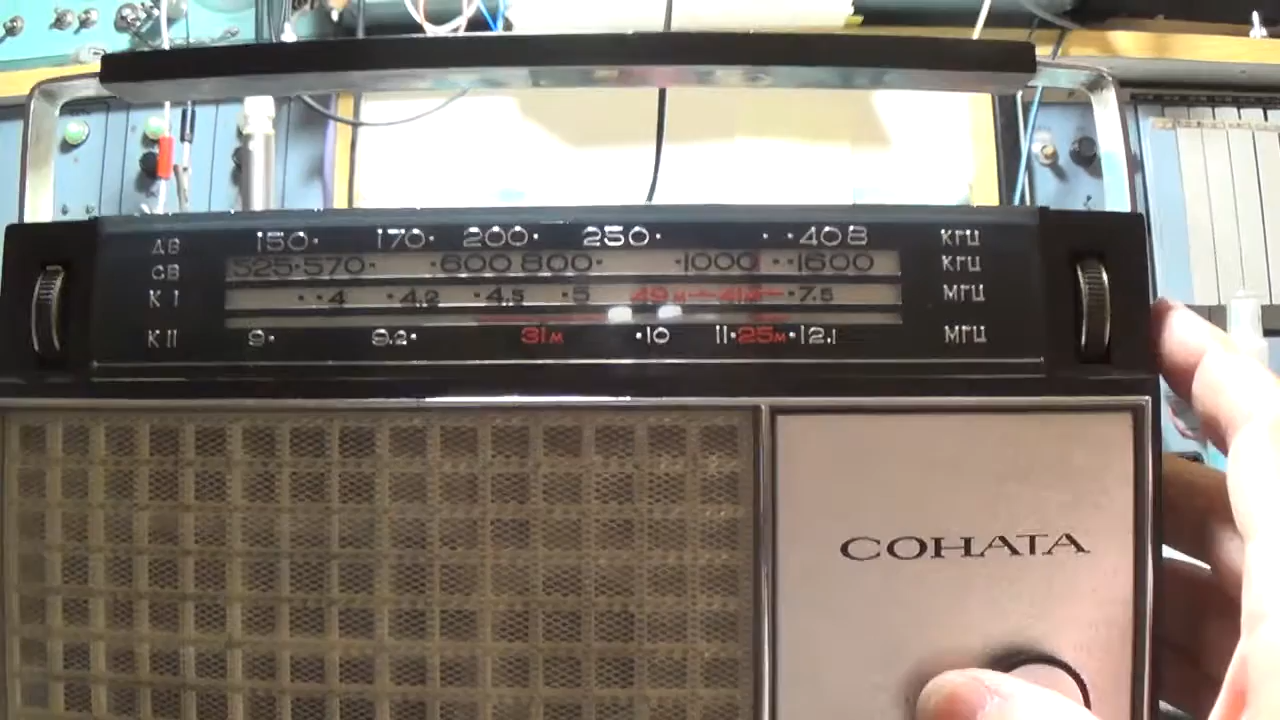 ДВ 150 170 200 250 408 КГЦ
СВ 525 570 600 800 1000 1600 КГЦ
К I 4 4,2 4,5 5 49м 41м 7.5 МГЦ
К II 9 9.2 31м 10 11 25м 12.1 МГЦ
СОНАТА